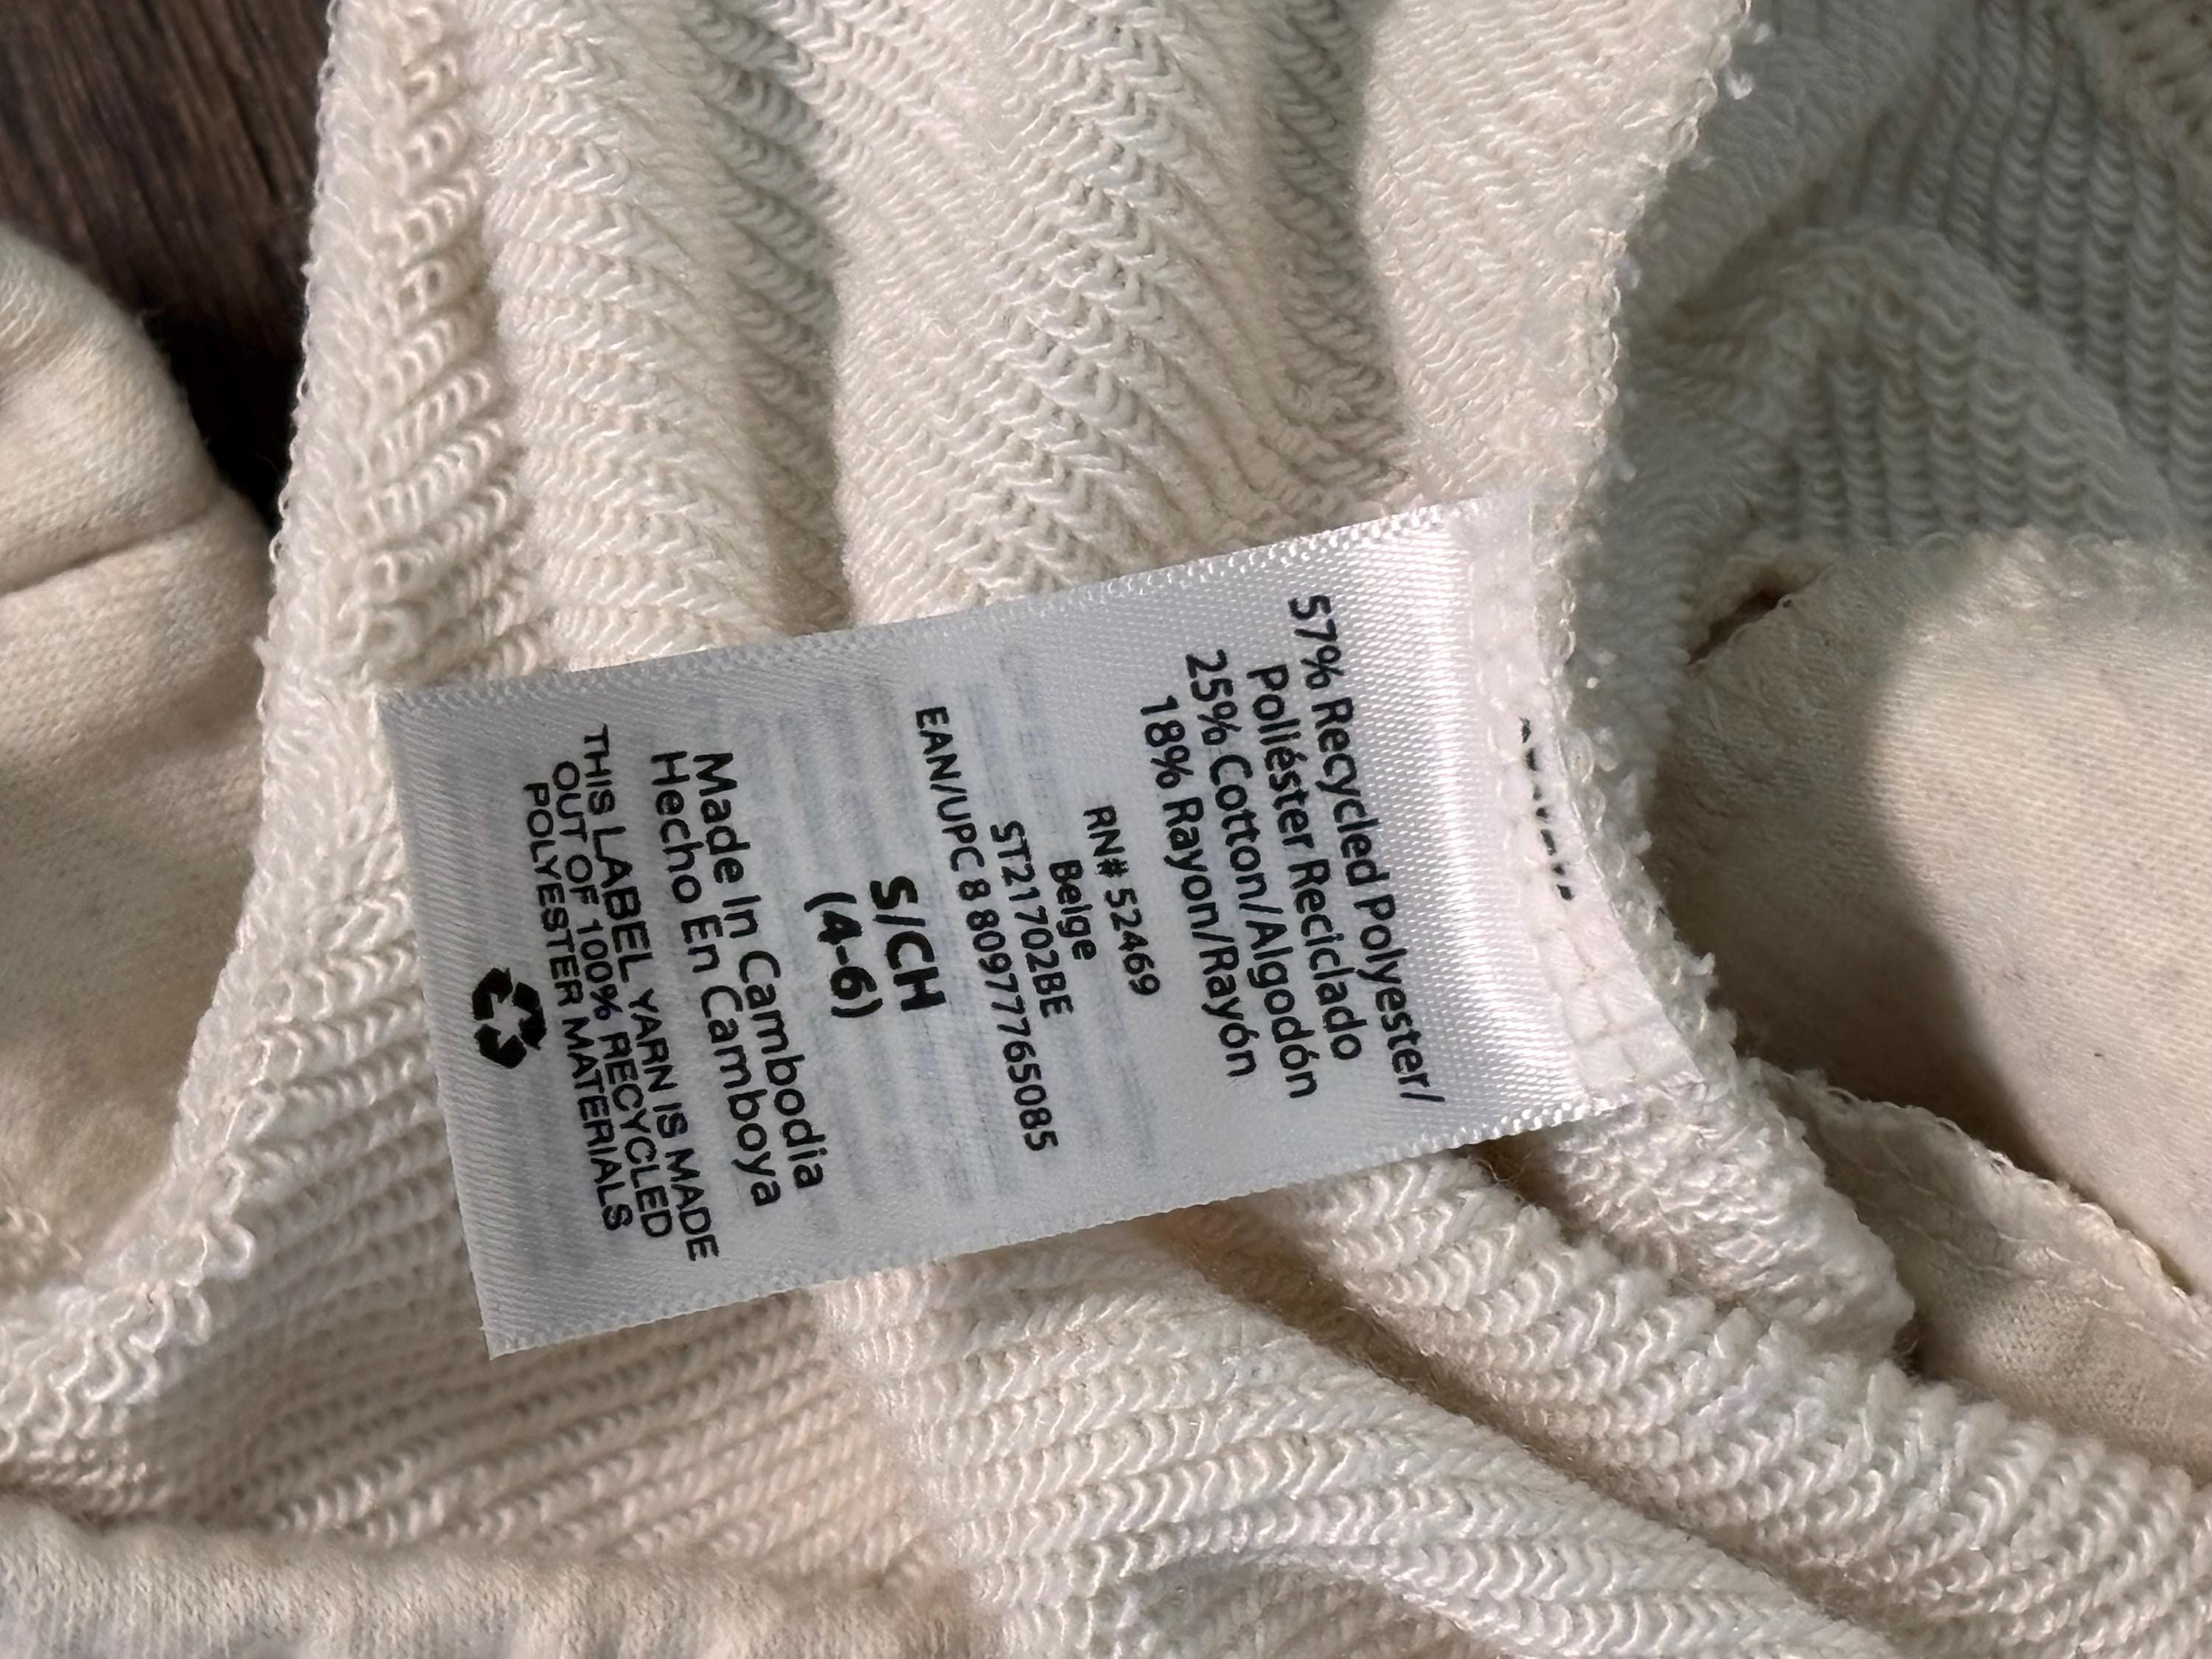 57% Recycled Polyester/
Poliéster Reciclado
25% Cotton/Algodón
18% Rayon/Rayón
RN# 52469
Beige
ST21702BE
EAN/UPC 8 809777765085
S/CH
(4-6)
Made In Cambodia
Hecho En Camboya
THIS LABEL YARN IS MADE
OUT OF 100% RECYCLED
POLYESTER MATERIALS